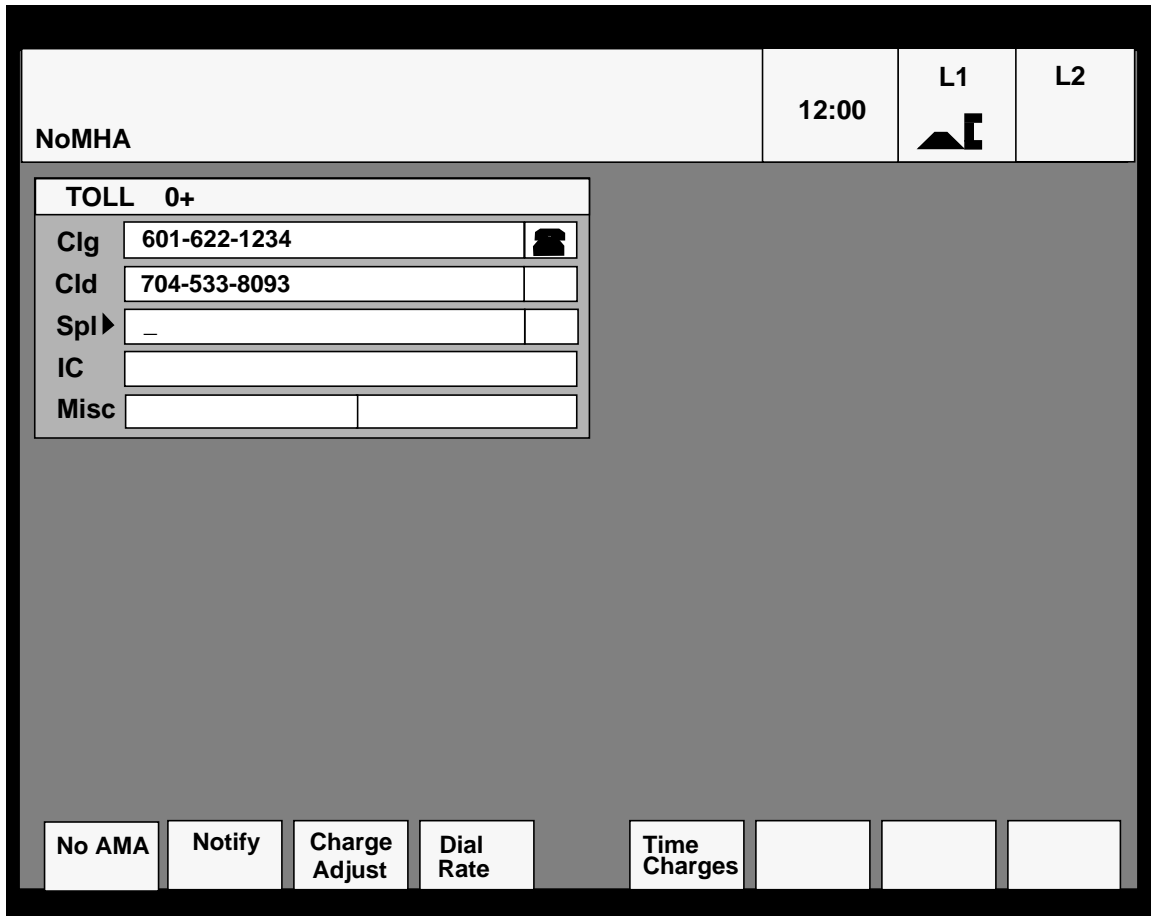 L1 L2
12:00
NoMHA
TOLL 0+
Clg 601-622-1234
Cld 704-533-8093
Spl _
IC
Misc
No AMA Notify Charge Adjust Dial Rate Time Charges